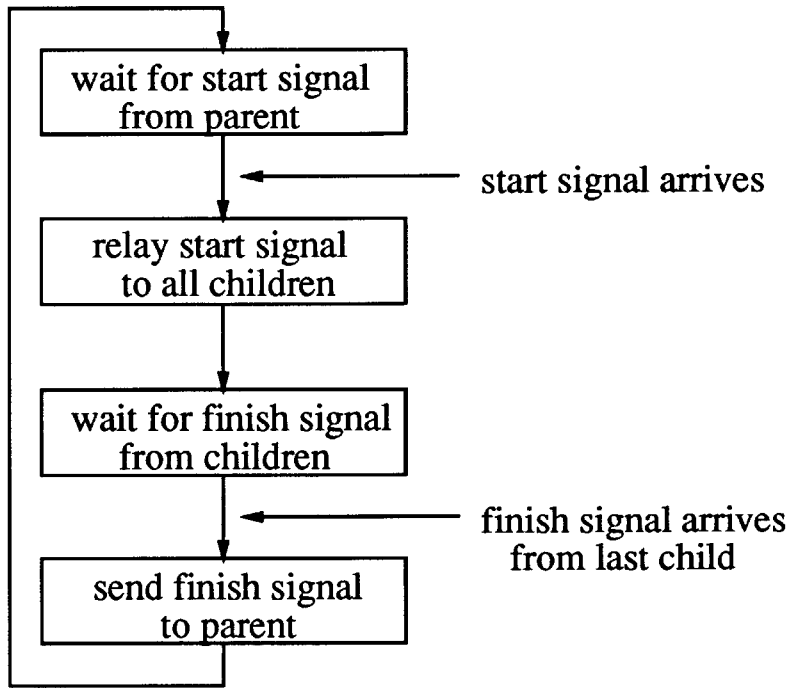 wait for start signal
from parent
start signal arrives
relay start signal
to all children
wait for finish signal
from children
finish signal arrives
from last child
send finish signal
to parent